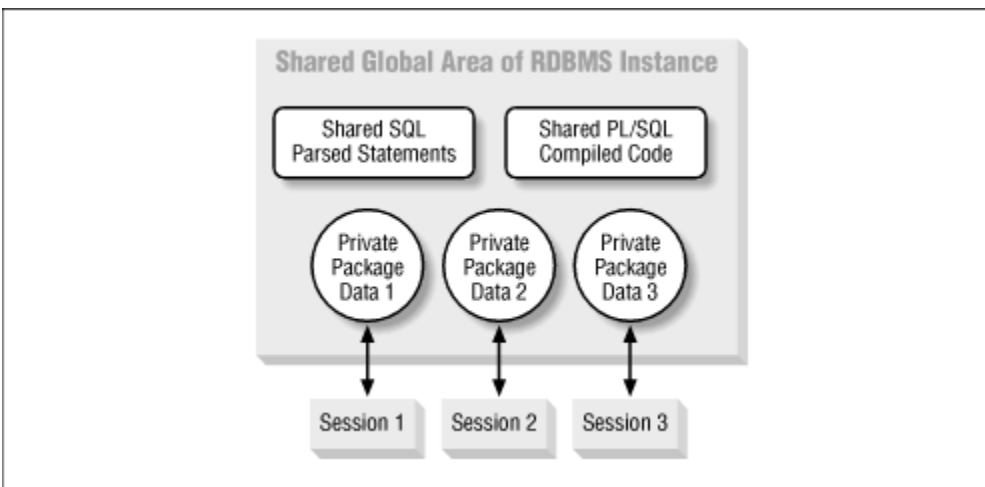 Shared Global Area of RDBMS Instance
Shared SQL
Parsed Statements
Shared PL/SQL
Compiled Code
Private
Package
Data 1
Private
Package
Data 2
Private
Package
Data 3
Session 1
Session 2
Session 3